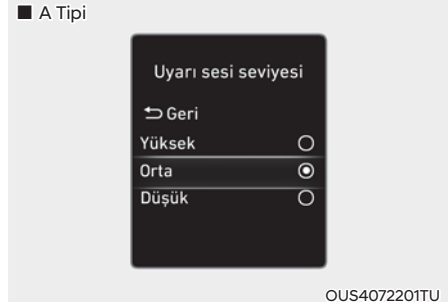 ■ A Tipi
Uyarı sesi seviyesi
⮌ Geri
Yüksek
Orta
Düşük
OUS4072201TU